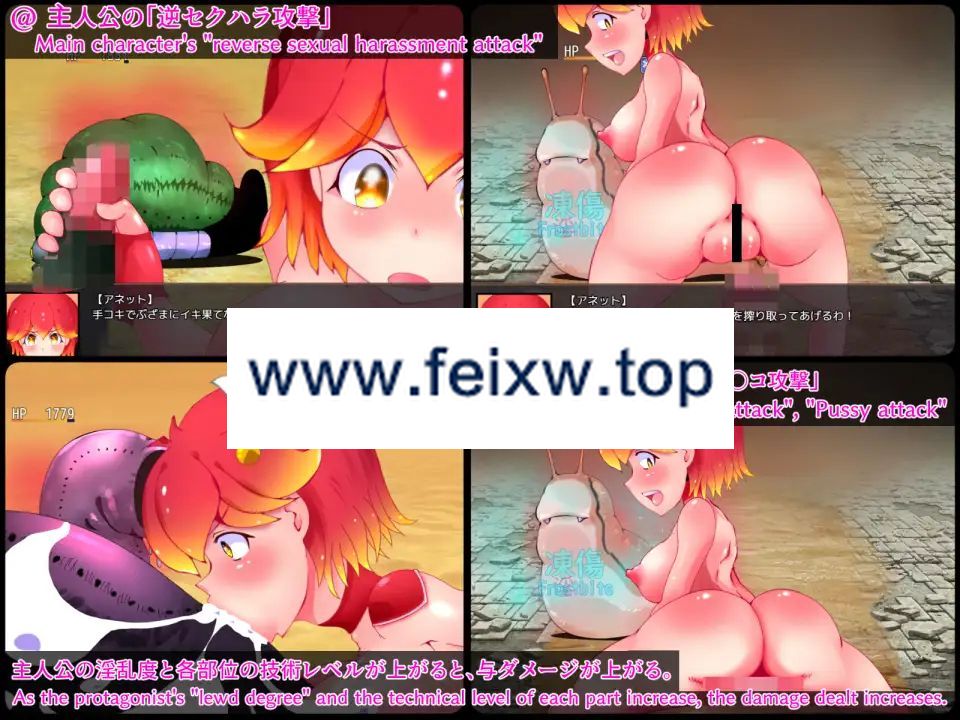 @ 主人公の「逆セクハラ攻撃」
Main character's "reverse sexual harassment attack"
HP
凍傷
Frostbite
【アネット】
手コキでぶざまにイキ果てな
【アネット】
を搾り取ってあげるわ！
www.feixw.top
〇コ攻撃」
attack", "Pussy attack"
HP 1779
凍傷
Frostbite
主人公の淫乱度と各部位の技術レベルが上がると、与ダメージが上がる。
As the protagonist's "lewd degree" and the technical level of each part increase, the damage dealt increases.